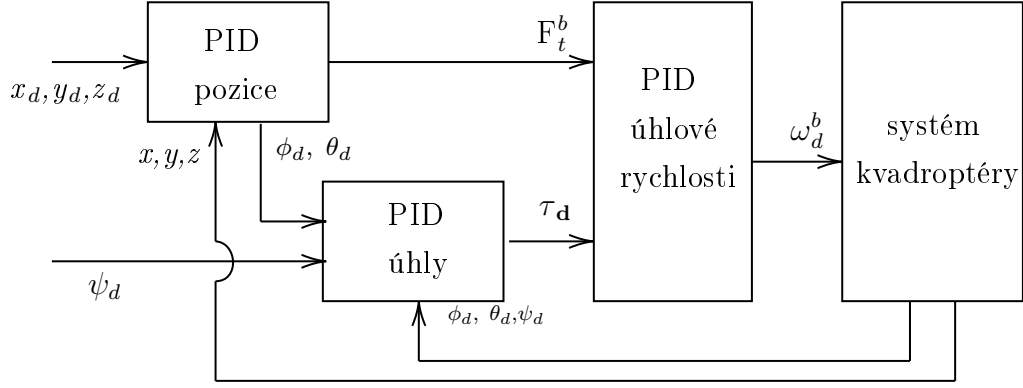 PID
pozice
F_t^b
x_d, y_d, z_d
PID
úhlové
rychlosti
ω_d^b
systém
kvadroptéry
x, y, z
ϕ_d, θ_d
PID
úhly
τ_d
ψ_d
ϕ_d, θ_d, ψ_d